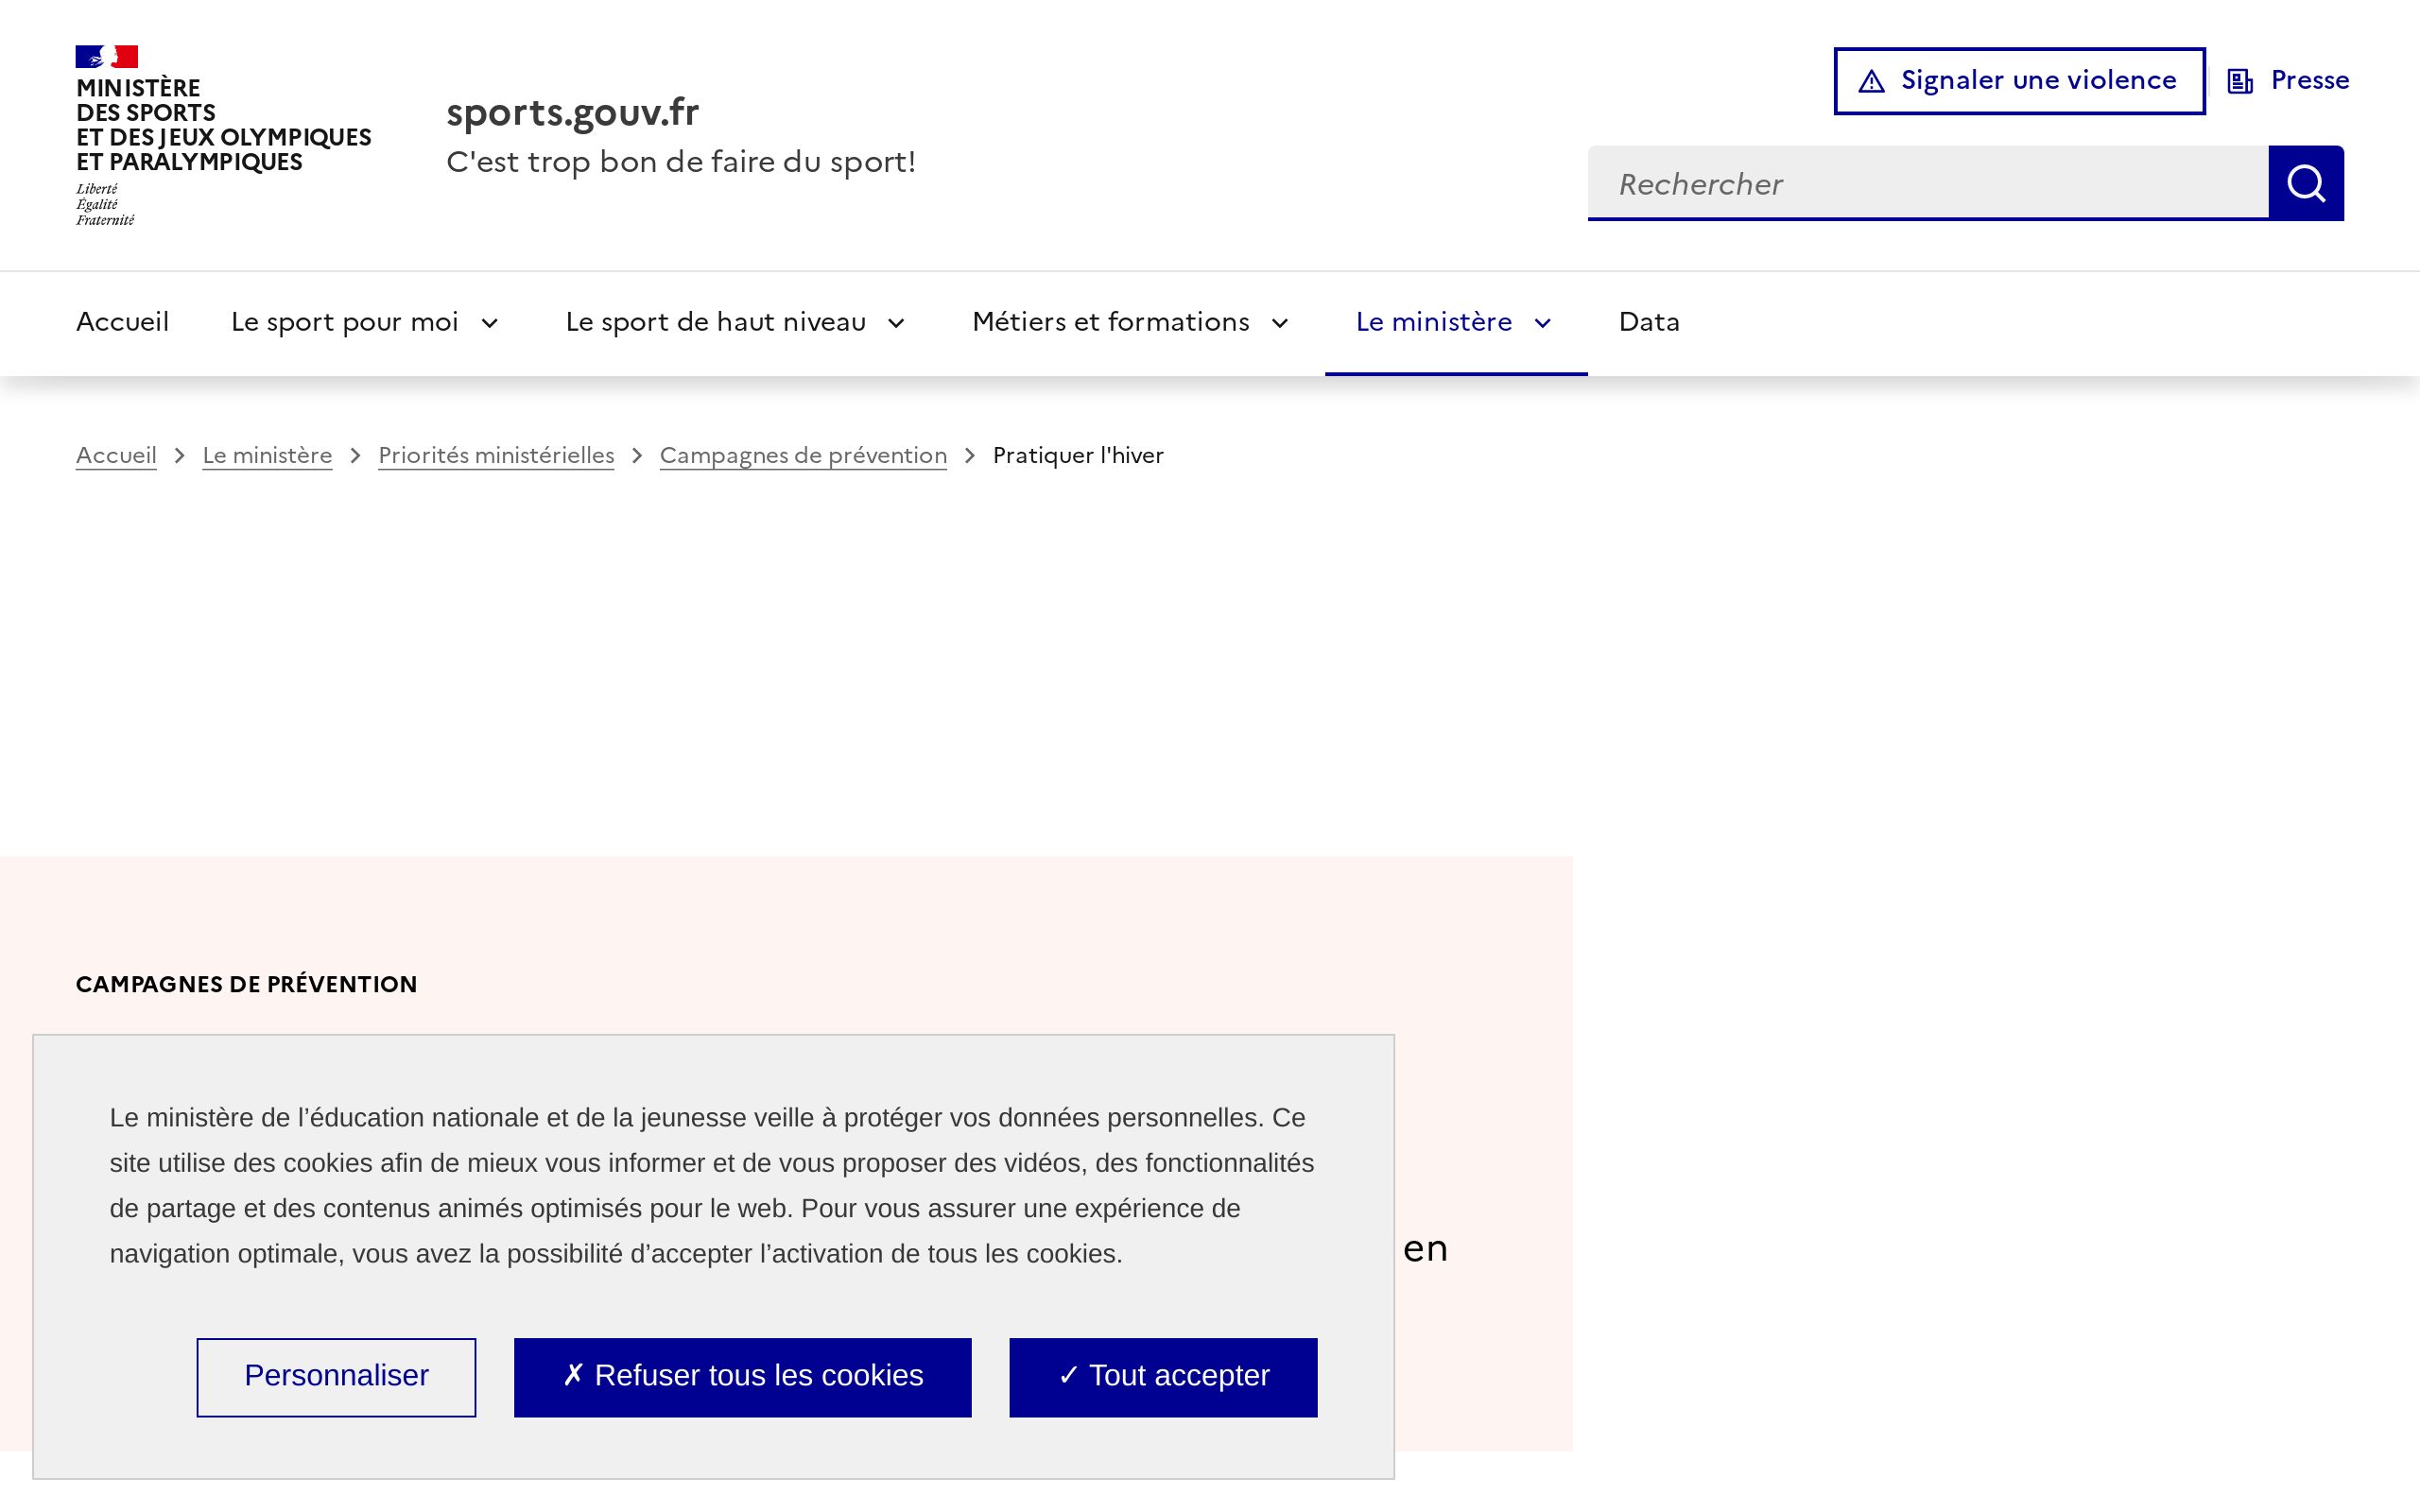 MINISTÈRE
DES SPORTS
ET DES JEUX OLYMPIQUES
ET PARALYMPIQUES
Liberté
Égalité
Fraternité
sports.gouv.fr
C'est trop bon de faire du sport!
Signaler une violence
Presse
Rechercher
Accueil Le sport pour moi Le sport de haut niveau Métiers et formations Le ministère Data
Accueil > Le ministère > Priorités ministérielles > Campagnes de prévention > Pratiquer l'hiver
CAMPAGNES DE PRÉVENTION
en
Le ministère de l’éducation nationale et de la jeunesse veille à protéger vos données personnelles. Ce
site utilise des cookies afin de mieux vous informer et de vous proposer des vidéos, des fonctionnalités
de partage et des contenus animés optimisés pour le web. Pour vous assurer une expérience de
navigation optimale, vous avez la possibilité d’accepter l’activation de tous les cookies.
Personnaliser ✗ Refuser tous les cookies ✓ Tout accepter